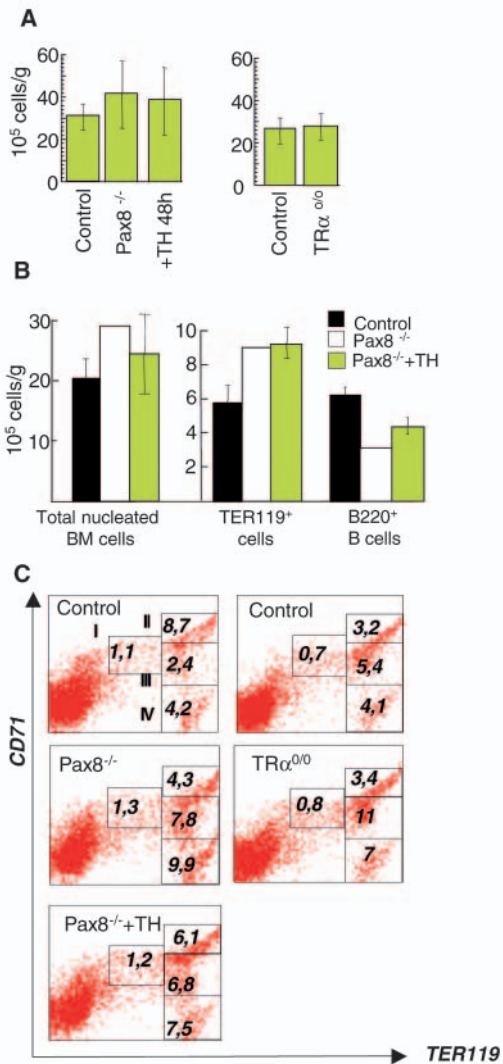 A
60
40
20
0
10⁵ cells/g
Control
Pax8 -/-
+TH 48h
60
40
20
0
Control
TRα o/o
B
30
20
10
10⁵ cells/g
10
8
6
4
2
Control
Pax8 -/-
Pax8-/-+TH
Total nucleated
BM cells
TER119+
cells
B220+
B cells
C
CD71
Control
I
II
III
IV
1,1
8,7
2,4
4,2
Control
0,7
3,2
5,4
4,1
Pax8-/-
1,3
4,3
7,8
9,9
TRα0/0
0,8
3,4
11
7
Pax8-/-+TH
1,2
6,1
6,8
7,5
TER119